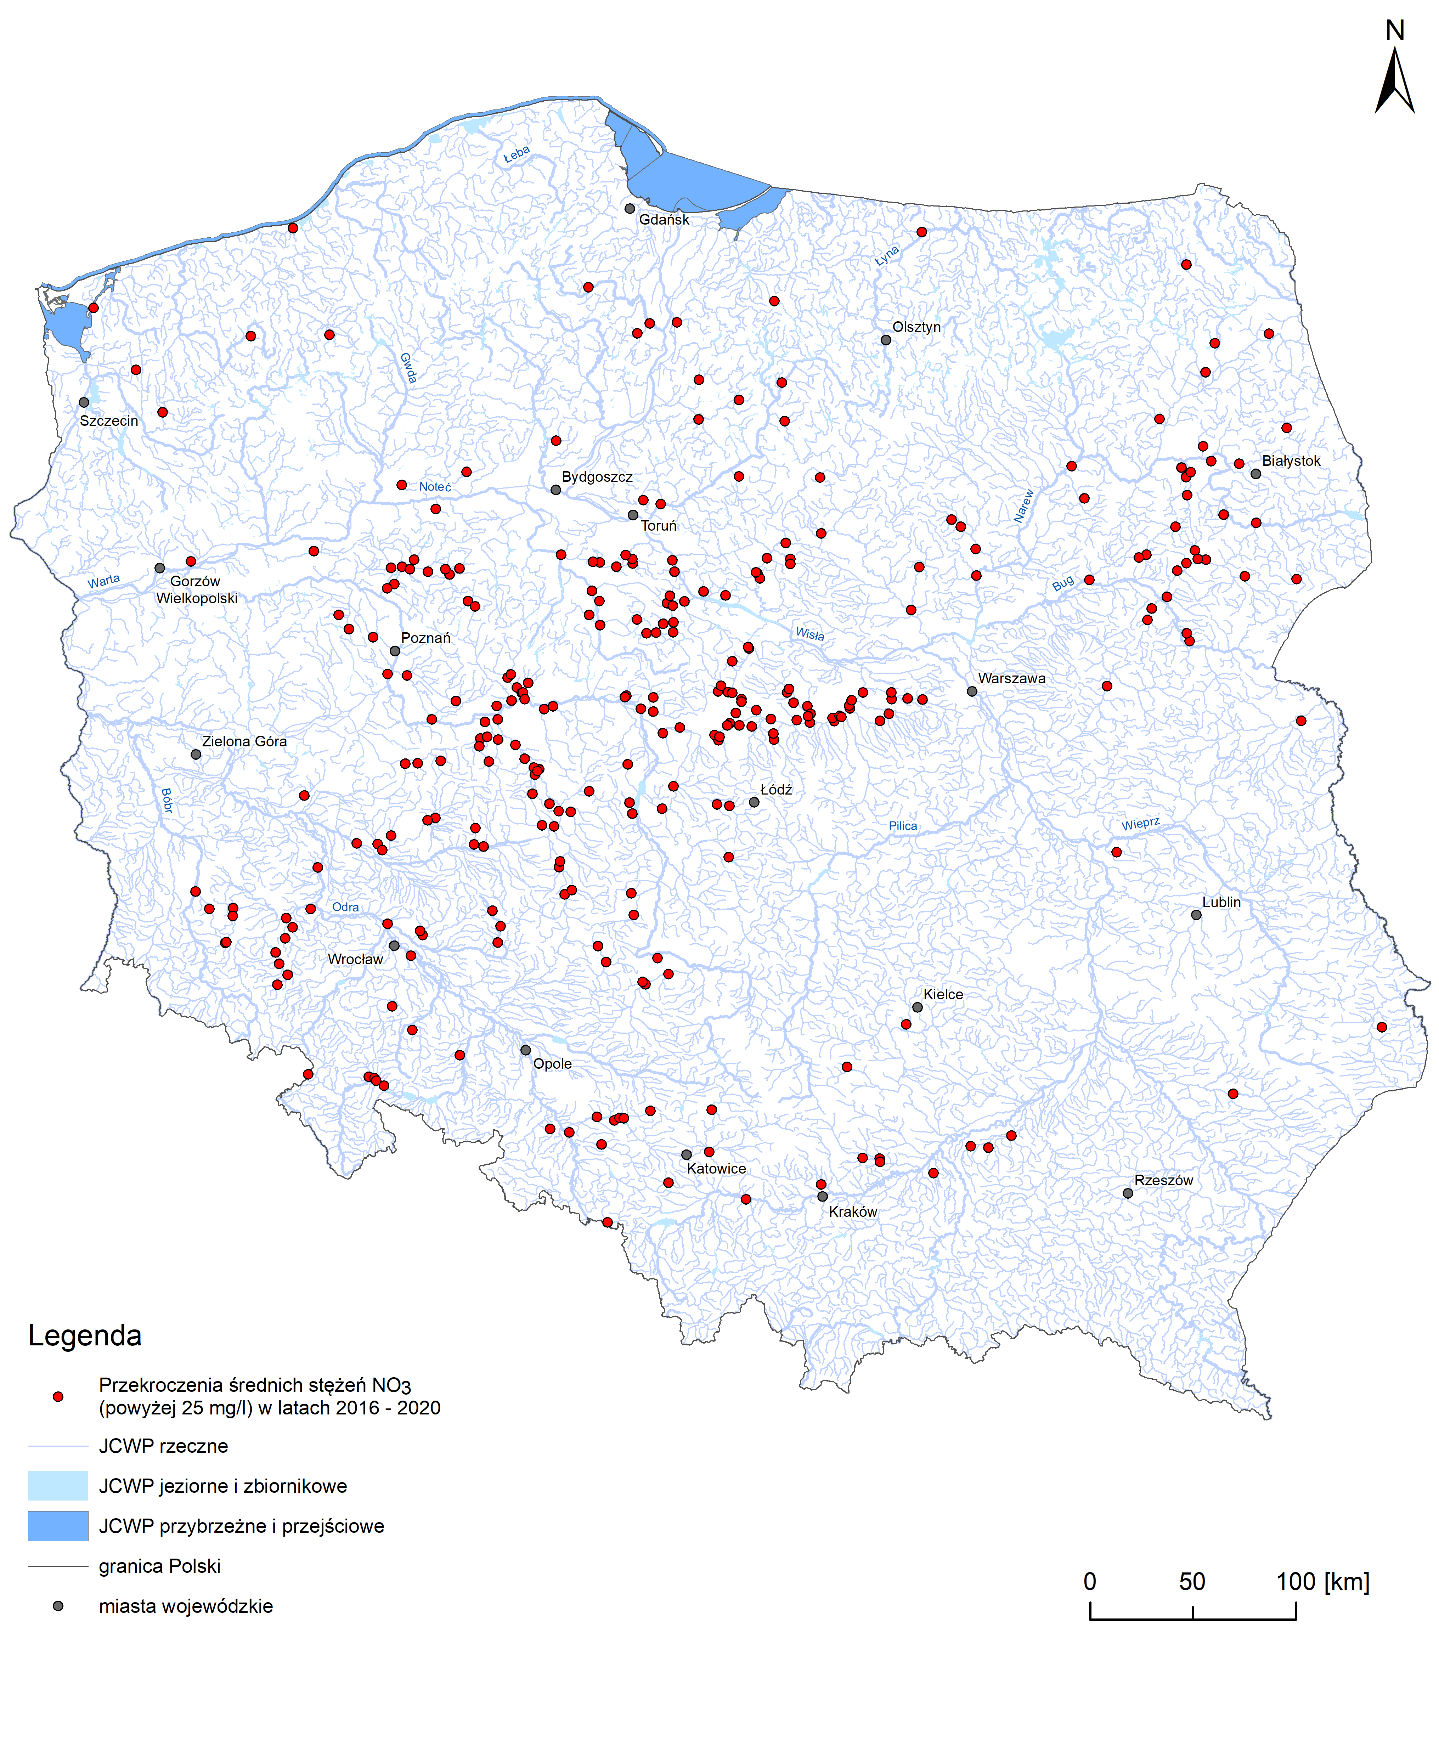 N
Łeba
Gdańsk
Łyna
Olsztyn
Gwda
Szczecin
Białystok
Bydgoszcz
Noteć
Narew
Toruń
Gorzów
Wielkopolski
Warta
Bug
Poznań
Wisła
Warszawa
Zielona Góra
Bóbr
Łódź
Pilica
Wieprz
Lublin
Odra
Wrocław
Kielce
Opole
Katowice
Rzeszów
Kraków
Legenda
Przekroczenia średnich stężeń NO3
(powyżej 25 mg/l) w latach 2016 - 2020
JCWP rzeczne
JCWP jeziorne i zbiornikowe
JCWP przybrzeżne i przejściowe
granica Polski
miasta wojewódzkie
0 50 100 [km]